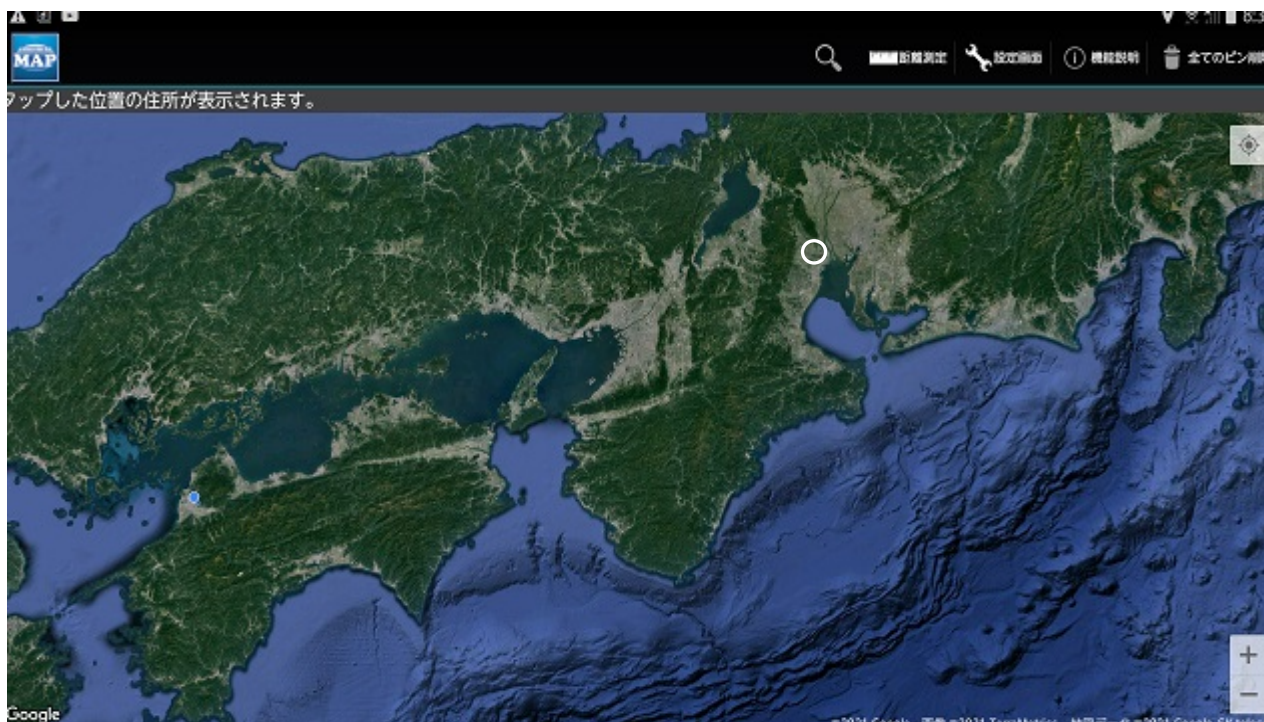 MAP
距離測定
設定画面
機能説明
全てのピン削
タップした位置の住所が表示されます。
Google